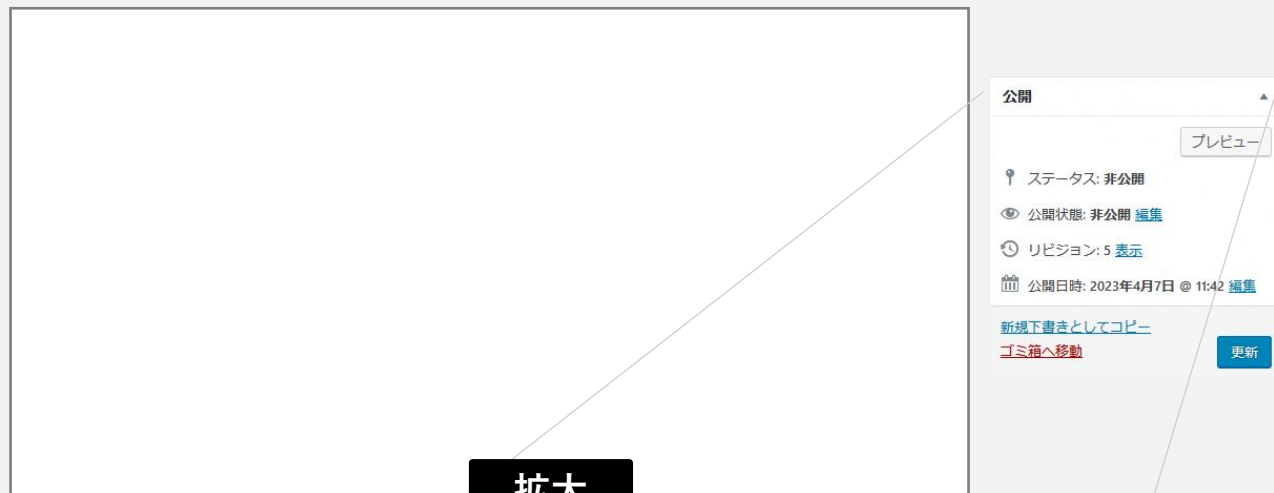 公開
プレビュー
ステータス: 非公開
公開状態: 非公開 編集
リビジョン: 5 表示
公開日時: 2023年4月7日 @ 11:42 編集
新規下書きとしてコピー
ゴミ箱へ移動
更新
拡大